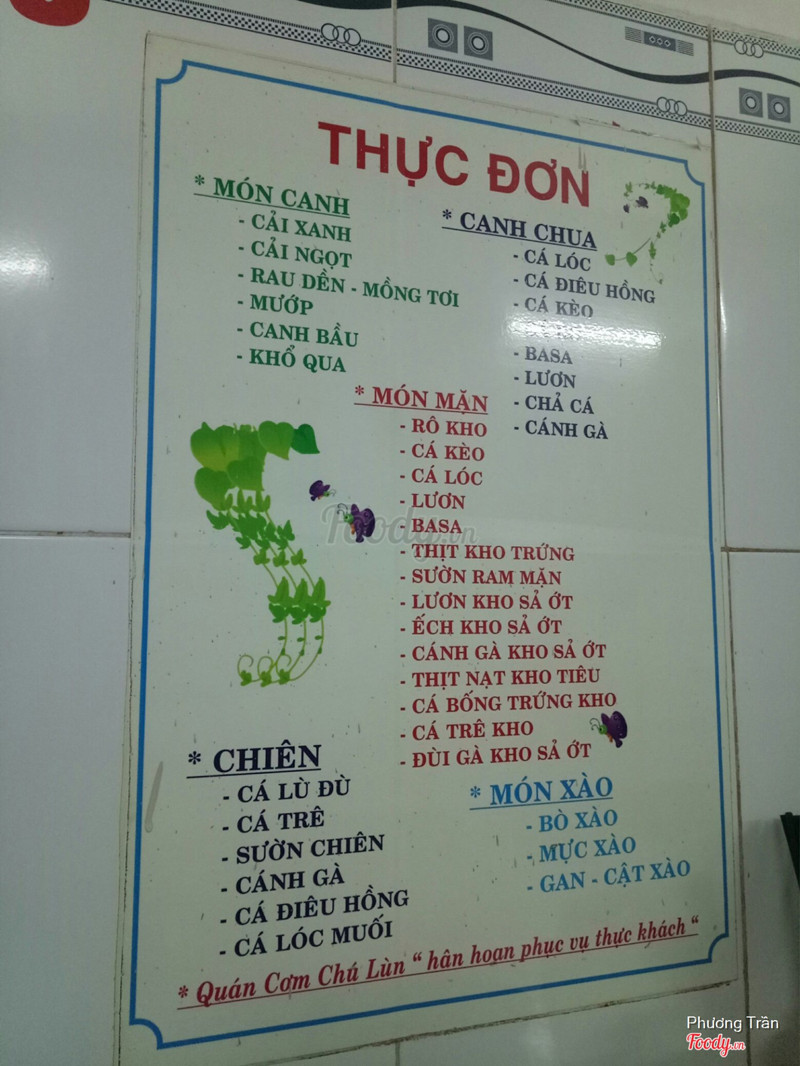 THỰC ĐƠN
* MÓN CANH
- CẢI XANH
- CẢI NGỌT
- RAU DỀN - MỒNG TƠI
- MƯỚP
- CANH BẦU
- KHỔ QUA
* CANH CHUA
- CÁ LÓC
- CÁ ĐIÊU HỒNG
- CÁ KÈO
- BASA
- LƯƠN
- CHẢ CÁ
- CÁNH GÀ
* MÓN MẶN
- RÔ KHO
- CÁ KÈO
- CÁ LÓC
- LƯƠN
- BASA
- THỊT KHO TRỨNG
- SƯỜN RAM MẶN
- LƯƠN KHO SẢ ỚT
- ẾCH KHO SẢ ỚT
- CÁNH GÀ KHO SẢ ỚT
- THỊT NẠT KHO TIÊU
- CÁ BỐNG TRỨNG KHO
- CÁ TRÊ KHO
- ĐÙI GÀ KHO SẢ ỚT
* CHIÊN
- CÁ LÙ ĐÙ
- CÁ TRÊ
- SƯỜN CHIÊN
- CÁNH GÀ
- CÁ ĐIÊU HỒNG
- CÁ LÓC MUỐI
* MÓN XÀO
- BÒ XÀO
- MỰC XÀO
- GAN - CẬT XÀO
* Quán Cơm Chú Lùn “ hân hoan phục vụ thực khách “
Foody.vn
Phương Trần
Foody.vn